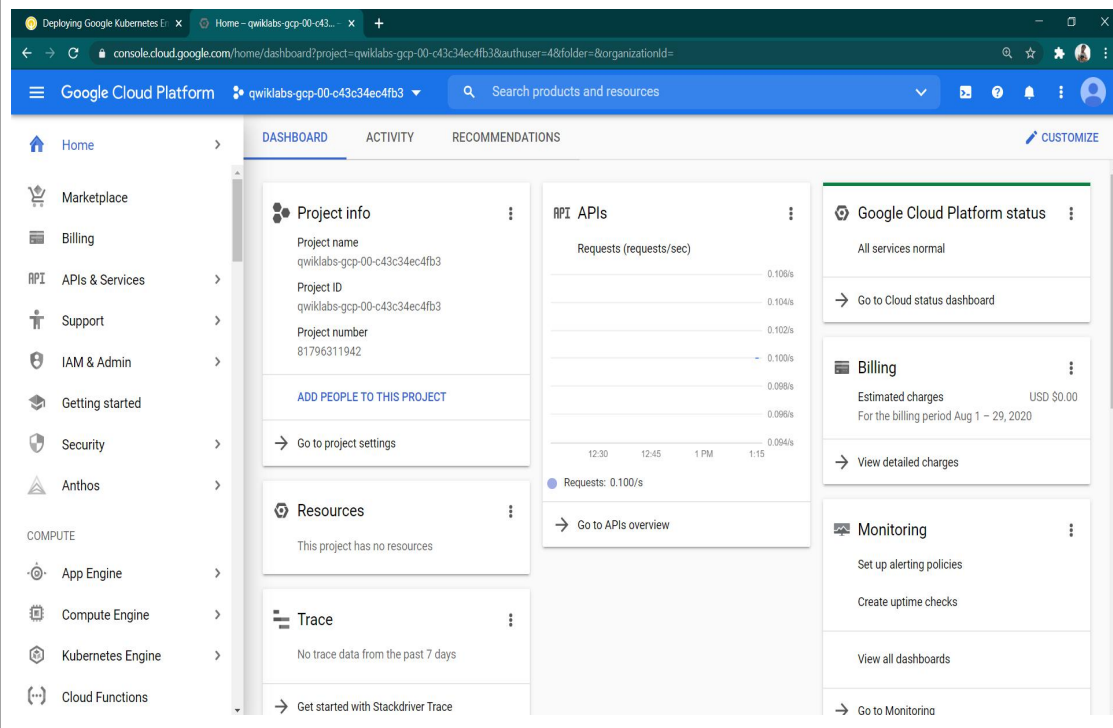 Deploying Google Kubernetes En
Home – qwiklabs-gcp-00-c43... -
console.cloud.google.com/home/dashboard?project=qwiklabs-gcp-00-c43c34ec4fb3&authuser=4&folder=&organizationId=
Google Cloud Platform
qwiklabs-gcp-00-c43c34ec4fb3
Search products and resources
Home
Marketplace
Billing
API
APIs & Services
Support
IAM & Admin
Getting started
Security
Anthos
COMPUTE
App Engine
Compute Engine
Kubernetes Engine
Cloud Functions
DASHBOARD
ACTIVITY
RECOMMENDATIONS
CUSTOMIZE
Project info
Project name
qwiklabs-gcp-00-c43c34ec4fb3
Project ID
qwiklabs-gcp-00-c43c34ec4fb3
Project number
81796311942
ADD PEOPLE TO THIS PROJECT
Go to project settings
Resources
This project has no resources
Trace
No trace data from the past 7 days
Get started with Stackdriver Trace
API APIs
Requests (requests/sec)
0.106/s
0.104/s
0.102/s
0.100/s
0.098/s
0.096/s
0.094/s
12:30 12:45 1 PM 1:15
Requests: 0.100/s
Go to APIs overview
Google Cloud Platform status
All services normal
Go to Cloud status dashboard
Billing
Estimated charges USD $0.00
For the billing period Aug 1 – 29, 2020
View detailed charges
Monitoring
Set up alerting policies
Create uptime checks
View all dashboards
Go to Monitoring